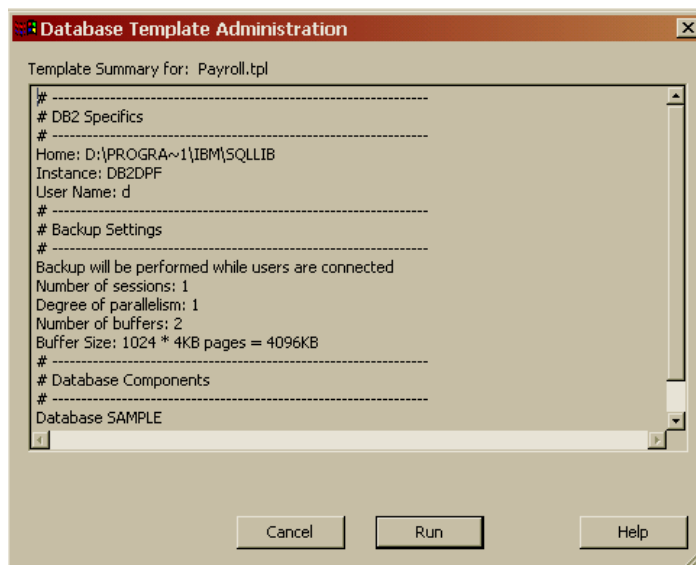 Database Template Administration
Template Summary for: Payroll.tpl
# --------------------------------------------------------------------
# DB2 Specifics
# --------------------------------------------------------------------
Home: D:\PROGRA~1\IBM\SQLLIB
Instance: DB2DPF
User Name: d
# --------------------------------------------------------------------
# Backup Settings
# --------------------------------------------------------------------
Backup will be performed while users are connected
Number of sessions: 1
Degree of parallelism: 1
Number of buffers: 2
Buffer Size: 1024 * 4KB pages = 4096KB
# --------------------------------------------------------------------
# Database Components
# --------------------------------------------------------------------
Database SAMPLE
Cancel Run Help